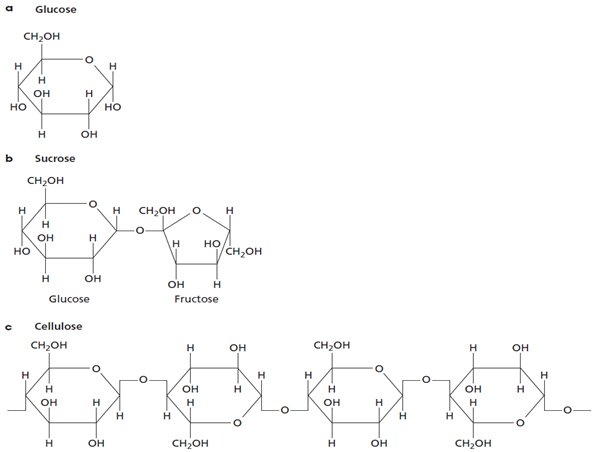 a Glucose
CH2OH
O
H H
H
OH H
HO HO
H OH
b Sucrose
CH2OH
O H CH2OH O H
H
H O
OH H H HO
HO CH2OH
H OH OH H
Glucose Fructose
c Cellulose
CH2OH H OH CH2OH H OH
O O O
H H H H
H OH H H OH H
OH H H OH H H
H H H H
O O
O O
H OH CH2OH H OH CH2OH